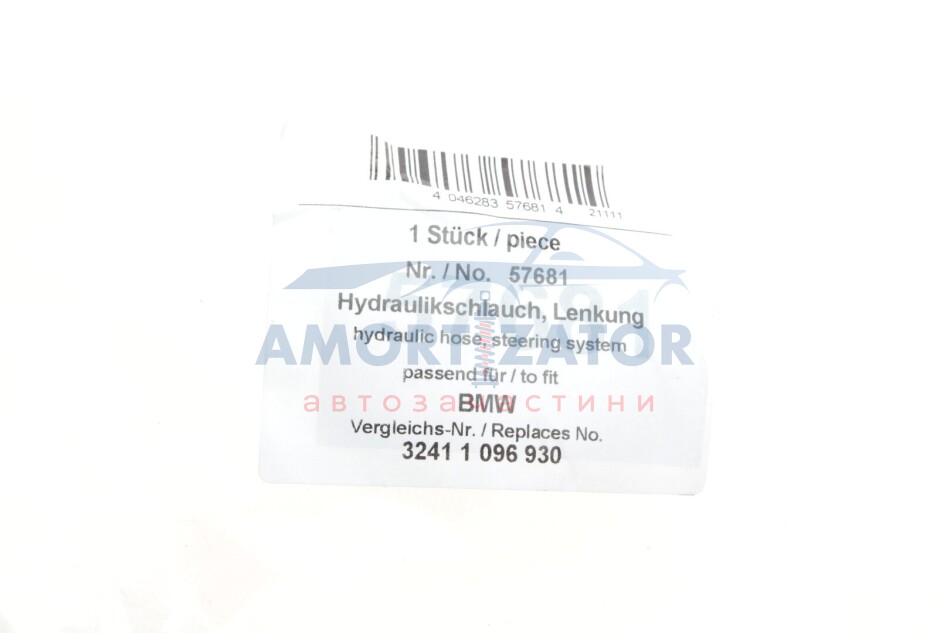 4 046283 57681 4 21111
1 Stück / piece
Nr. / No. 57681
Hydraulikschlauch, Lenkung
hydraulic hose, steering system
AMORTIZATOR
passend für / to fit
автозапчастини
BMW
Vergleichs-Nr. / Replaces No.
3241 1 096 930